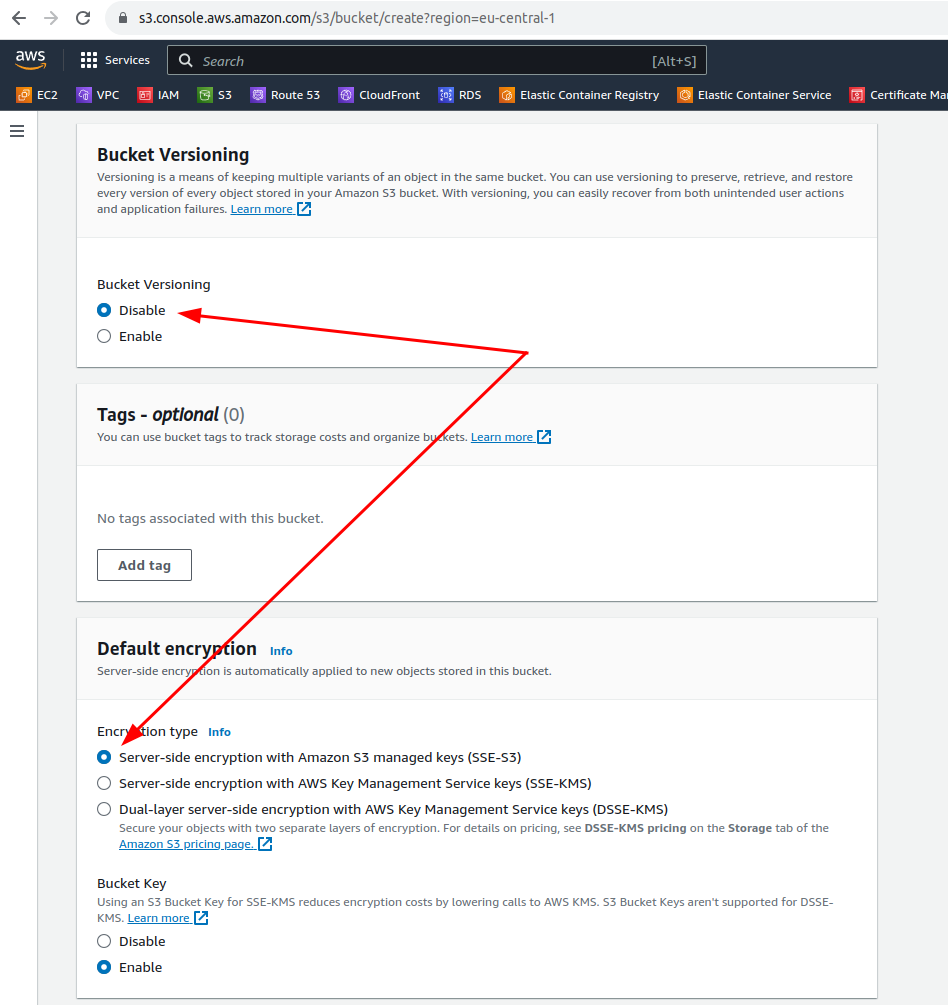 s3.console.aws.amazon.com/s3/bucket/create?region=eu-central-1
aws Services Search [Alt+S]
EC2 VPC IAM S3 Route 53 CloudFront RDS Elastic Container Registry Elastic Container Service Certificate Mar
Bucket Versioning
Versioning is a means of keeping multiple variants of an object in the same bucket. You can use versioning to preserve, retrieve, and restore
every version of every object stored in your Amazon S3 bucket. With versioning, you can easily recover from both unintended user actions
and application failures. Learn more
Bucket Versioning
Disable
Enable
Tags - optional (0)
You can use bucket tags to track storage costs and organize buckets. Learn more
No tags associated with this bucket.
Add tag
Default encryption Info
Server-side encryption is automatically applied to new objects stored in this bucket.
Encryption type Info
Server-side encryption with Amazon S3 managed keys (SSE-S3)
Server-side encryption with AWS Key Management Service keys (SSE-KMS)
Dual-layer server-side encryption with AWS Key Management Service keys (DSSE-KMS)
Secure your objects with two separate layers of encryption. For details on pricing, see DSSE-KMS pricing on the Storage tab of the
Amazon S3 pricing page.
Bucket Key
Using an S3 Bucket Key for SSE-KMS reduces encryption costs by lowering calls to AWS KMS. S3 Bucket Keys aren't supported for DSSE-
KMS. Learn more
Disable
Enable